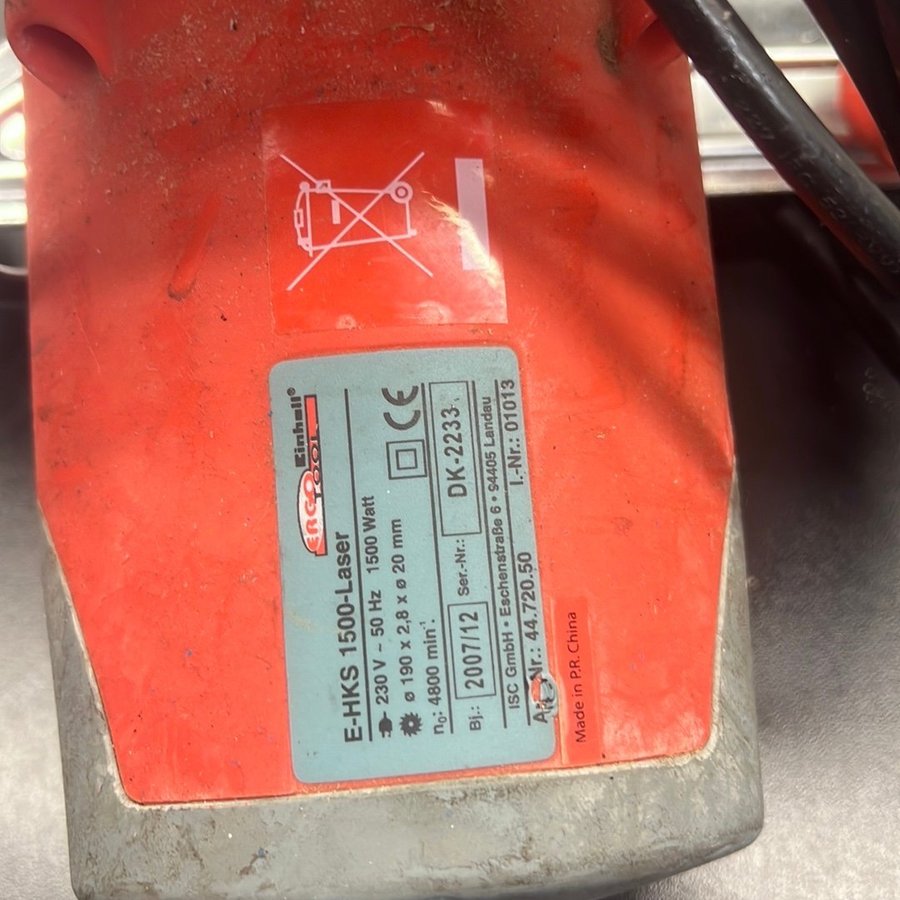 ERGO
TOOL
Einhell®
E-HKS 1500-Laser
230 V ~ 50 Hz 1500 Watt
ø 190 x 2,8 x ø 20 mm
n₀: 4800 min⁻¹.
CE
Bj.: 2007/12 Ser.-Nr.: DK-2233
ISC GmbH • Eschenstraße 6 • 94405 Landau
Nr.: 44.720.50 I.-Nr.: 01013
Made in P.R. China